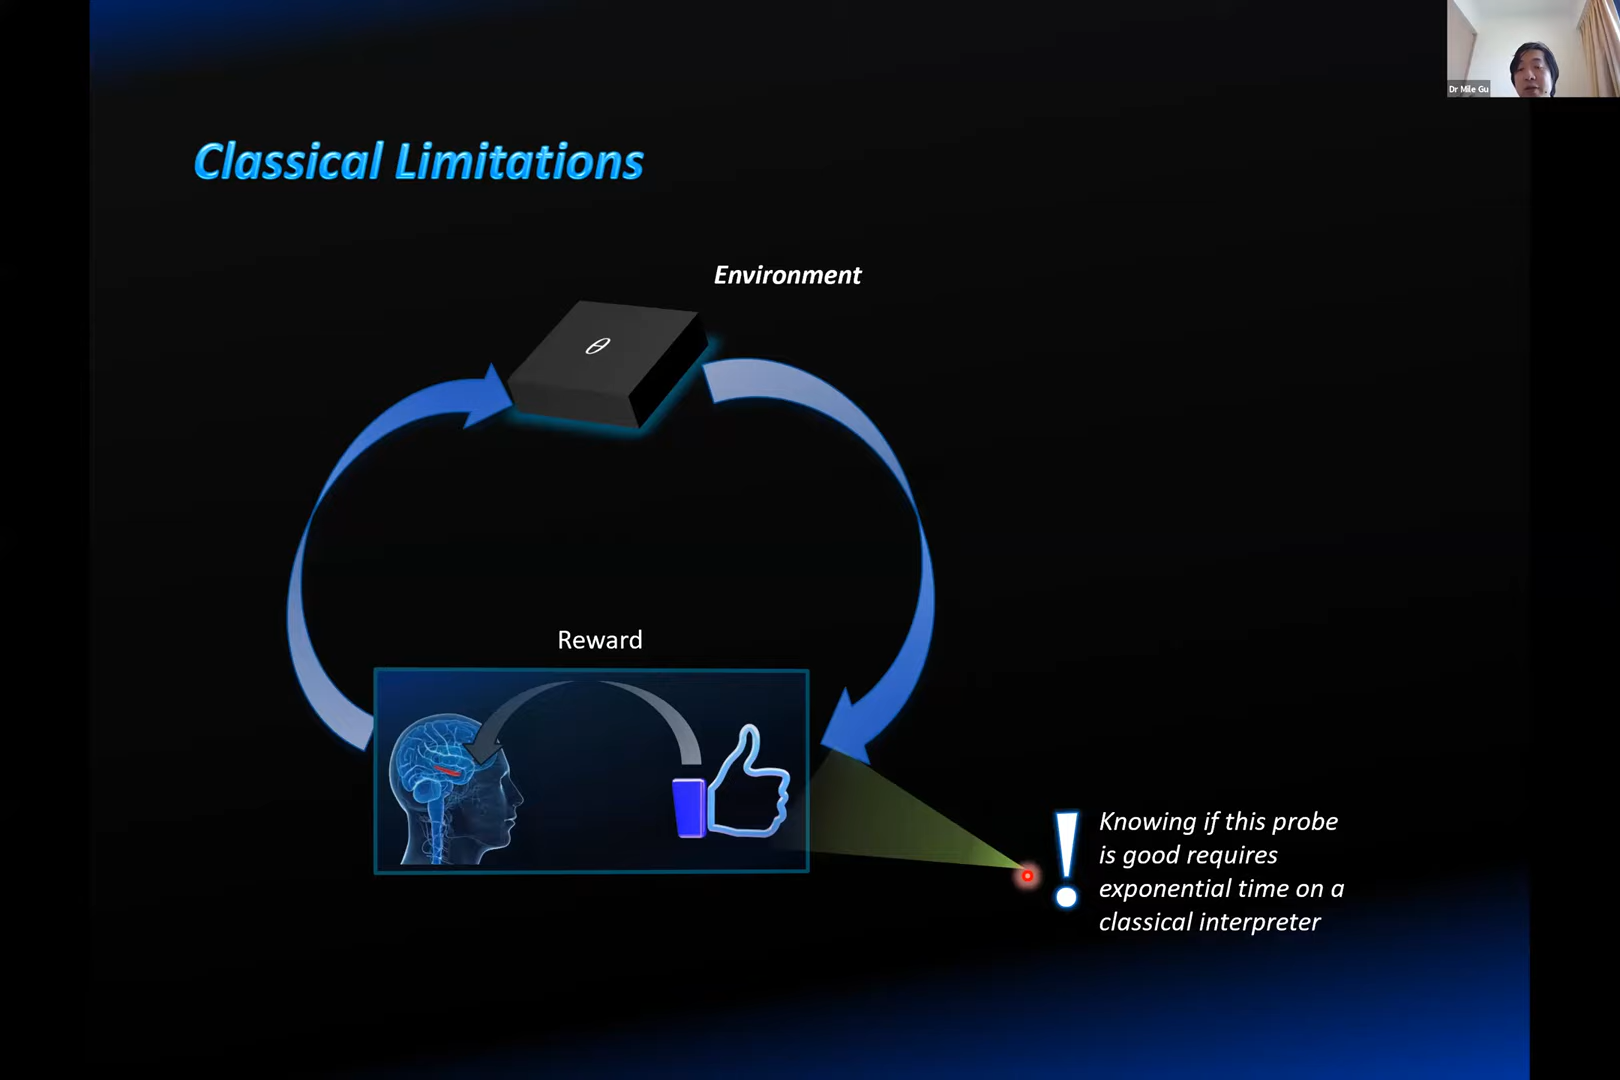 Dr Mile Gu
Classical Limitations
Environment
θ
Reward
Knowing if this probe
is good requires
exponential time on a
classical interpreter